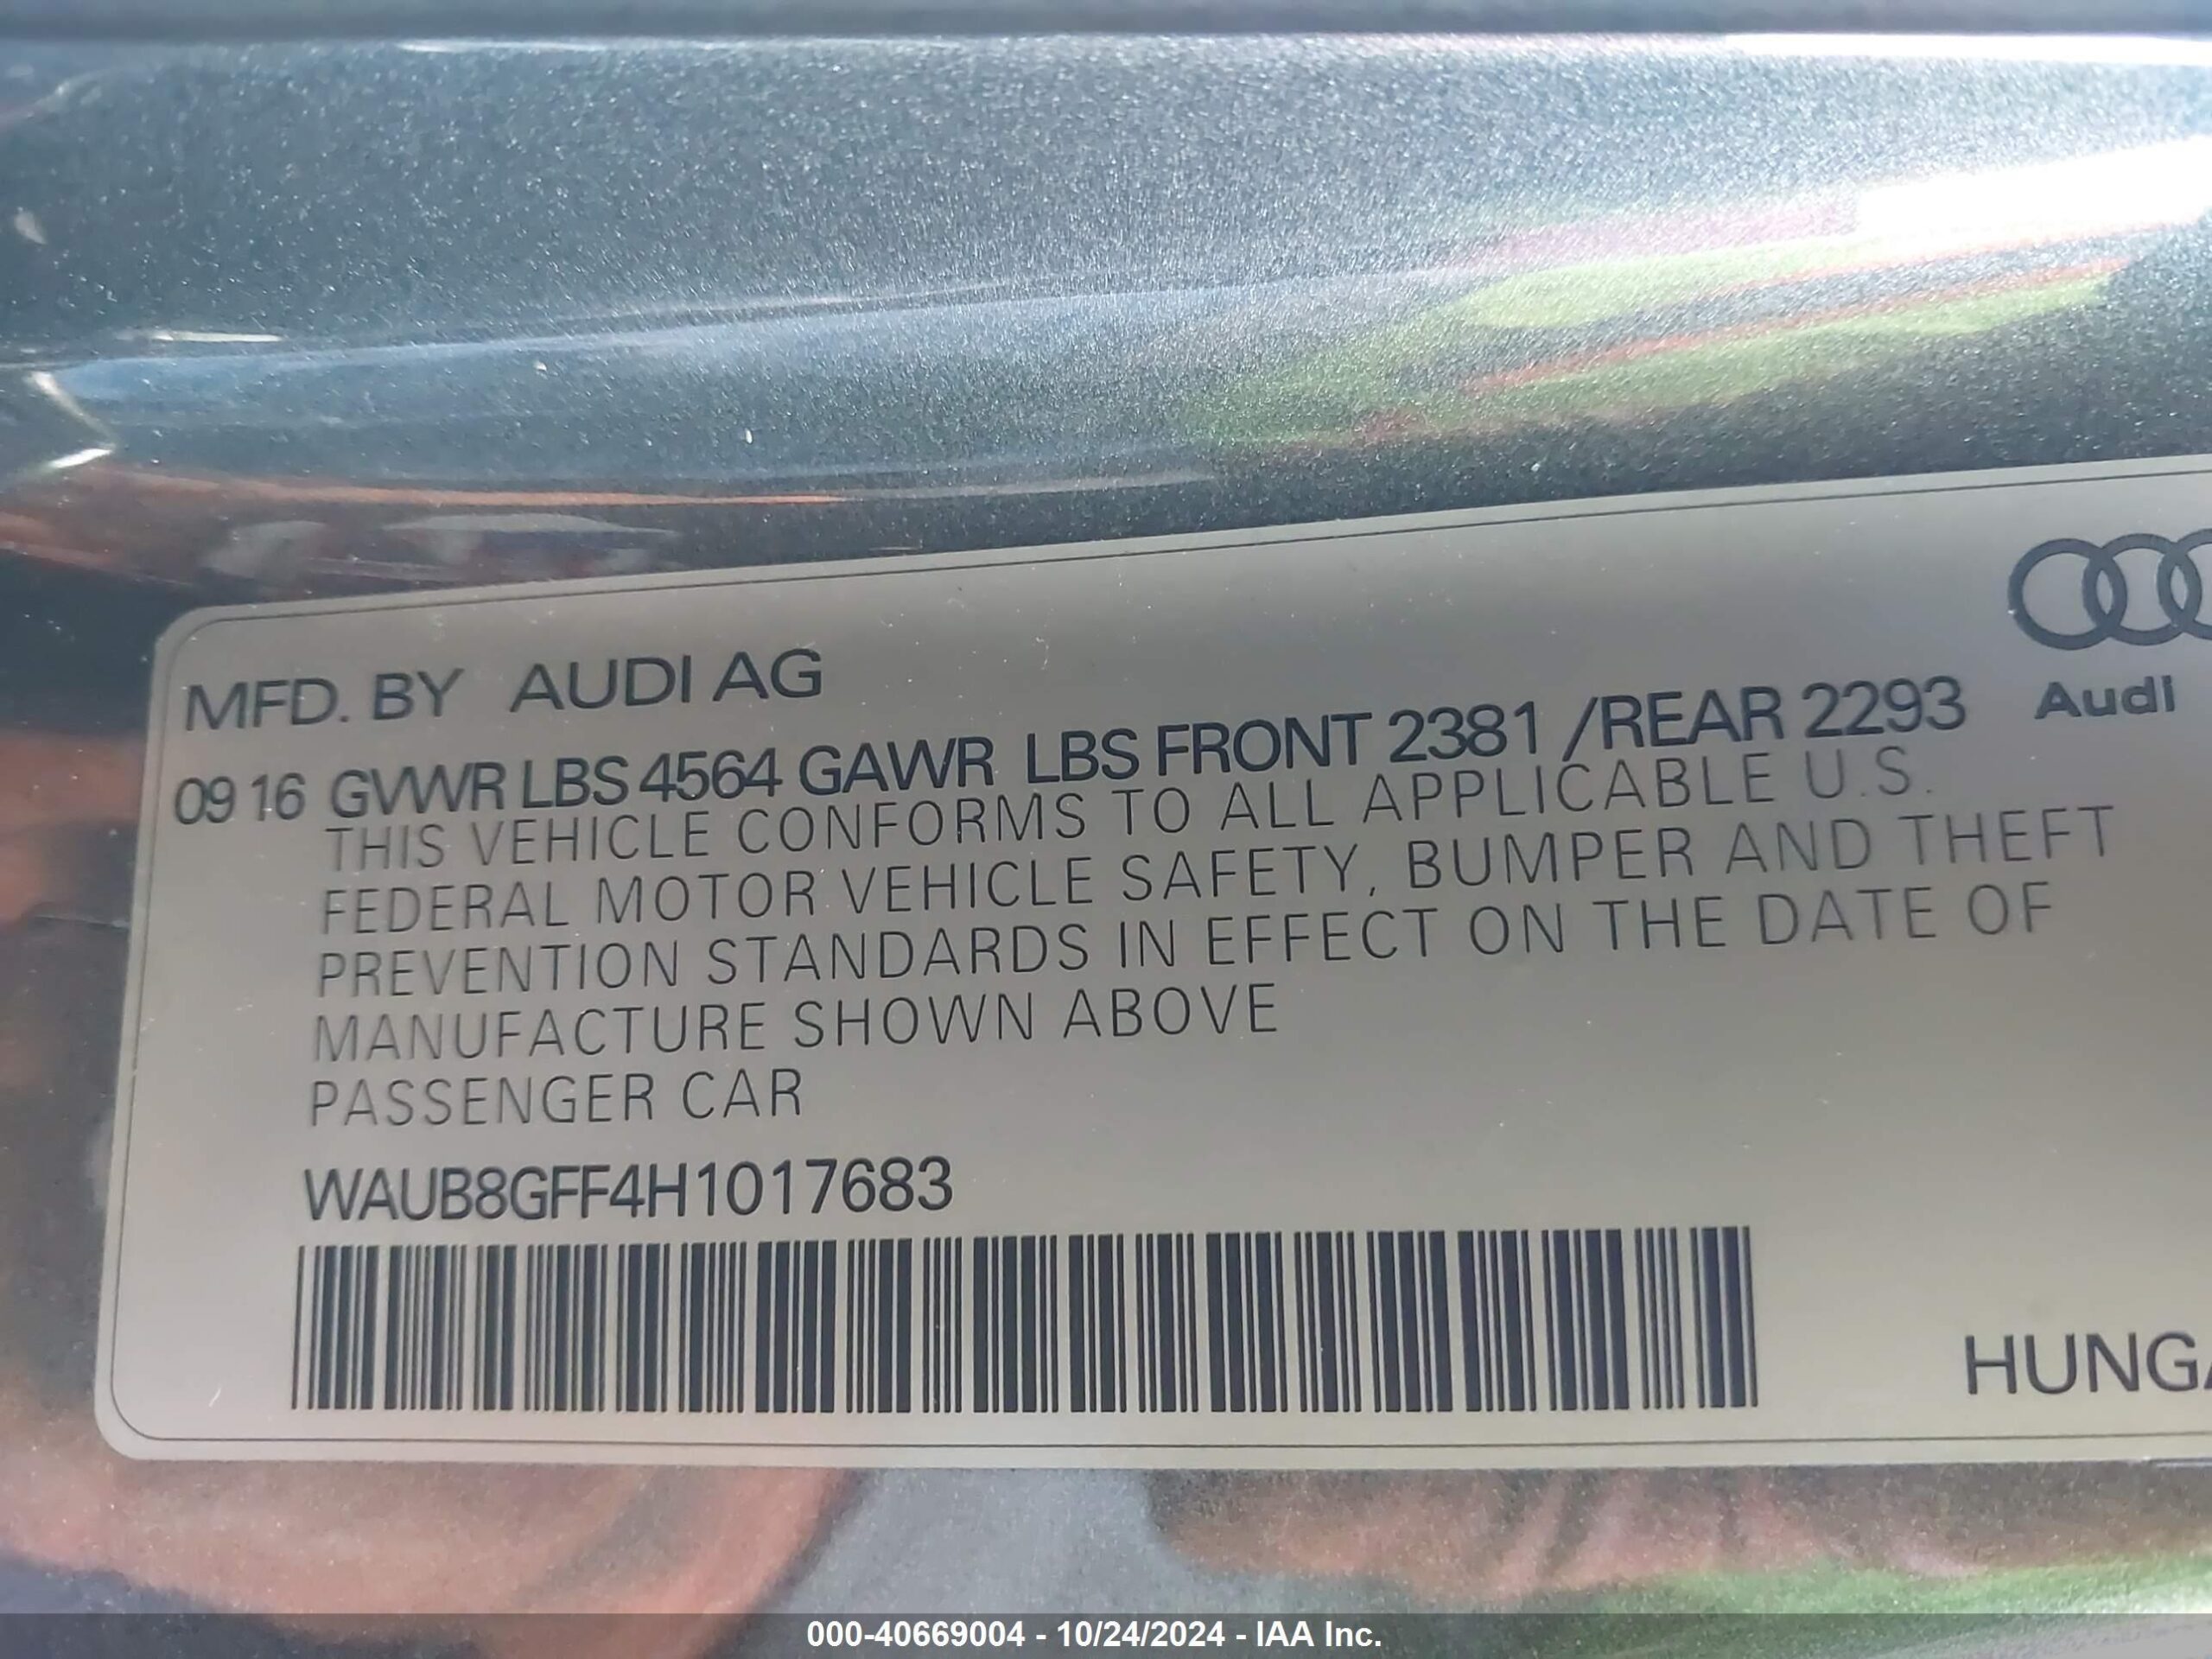 MFD. BY AUDI AG
Audi
09 16 GVWR LBS 4564 GAWR LBS FRONT 2381 /REAR 2293
THIS VEHICLE CONFORMS TO ALL APPLICABLE U.S.
FEDERAL MOTOR VEHICLE SAFETY, BUMPER AND THEFT
PREVENTION STANDARDS IN EFFECT ON THE DATE OF
MANUFACTURE SHOWN ABOVE
PASSENGER CAR
WAUB8GFF4H1017683
HUNGA
000-40669004 - 10/24/2024 - IAA Inc.